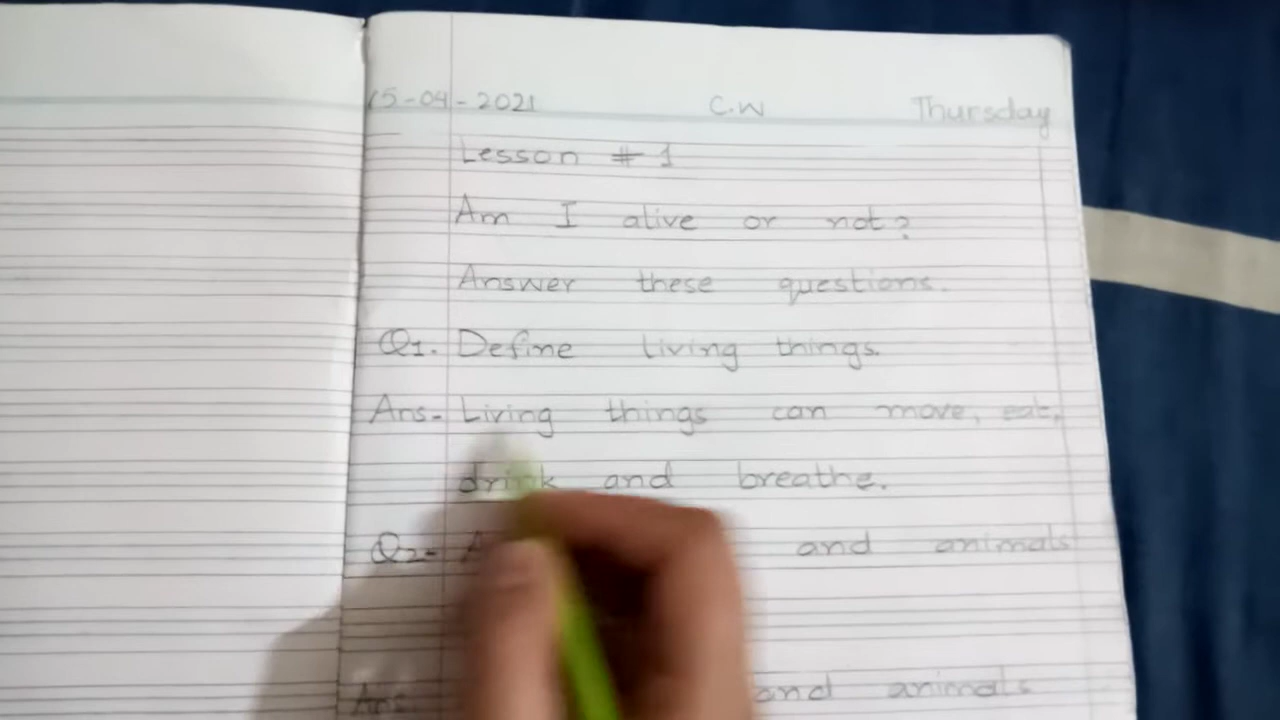 15-04-2021 C.W Thursday
Lesson # 1
Am I alive or not?
Answer these questions.
Q1. Define living things.
Ans- Living things can move, eat,
drink and breathe.
Q2- and animals
Ans. and animals